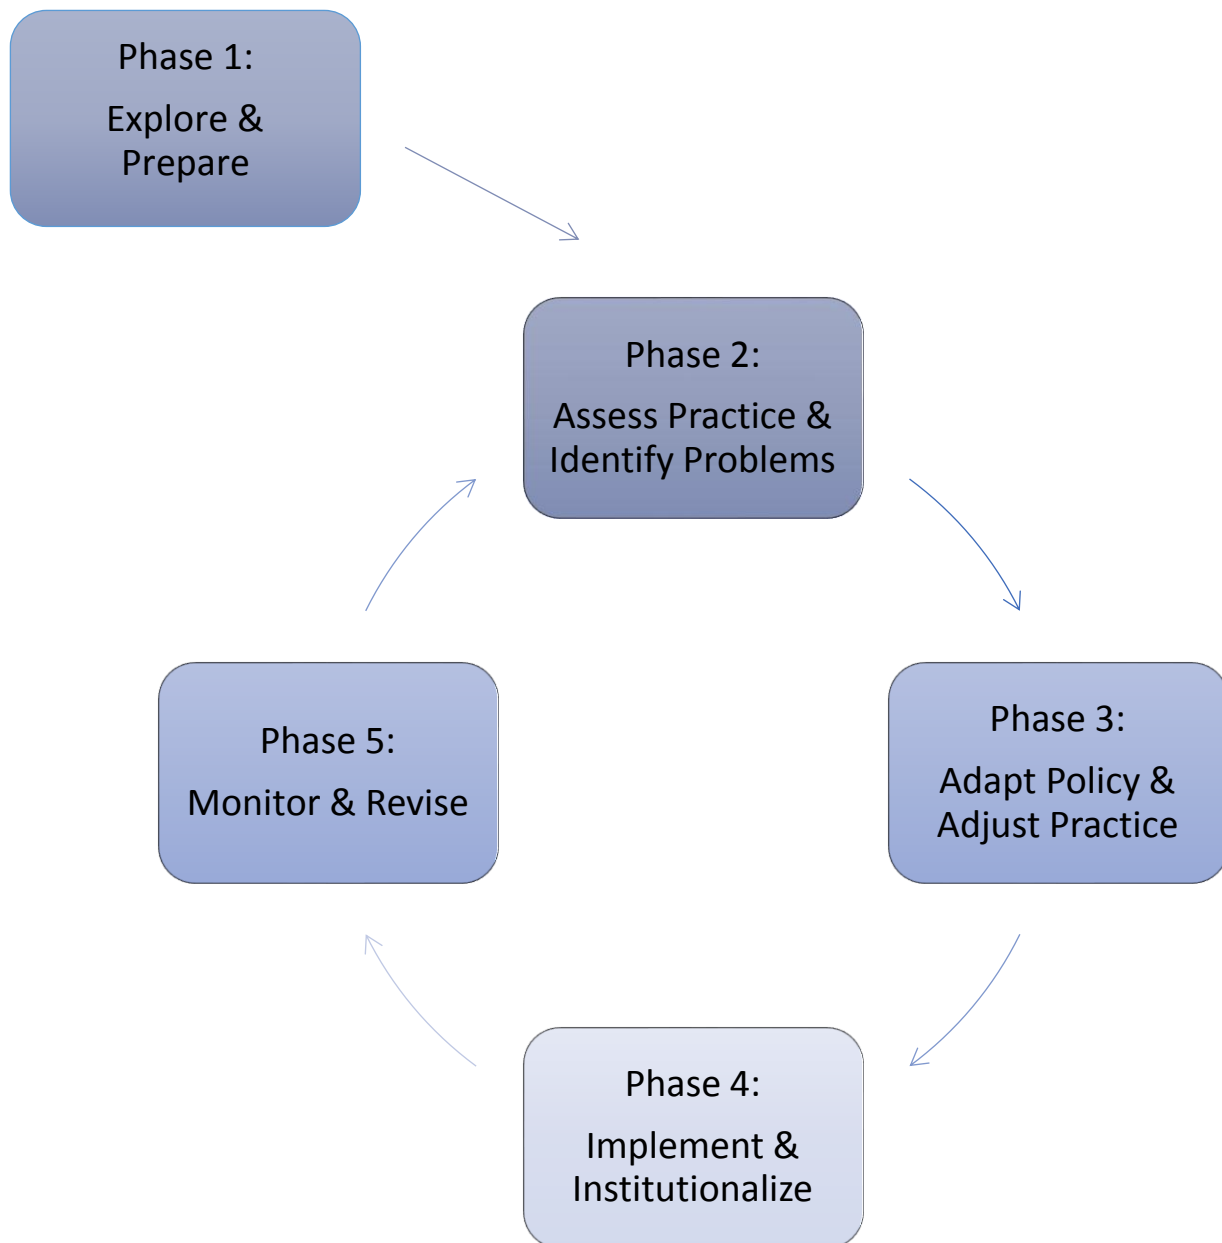 Phase 1:
Explore &
Prepare
Phase 2:
Assess Practice &
Identify Problems
Phase 3:
Adapt Policy &
Adjust Practice
Phase 4:
Implement &
Institutionalize
Phase 5:
Monitor & Revise